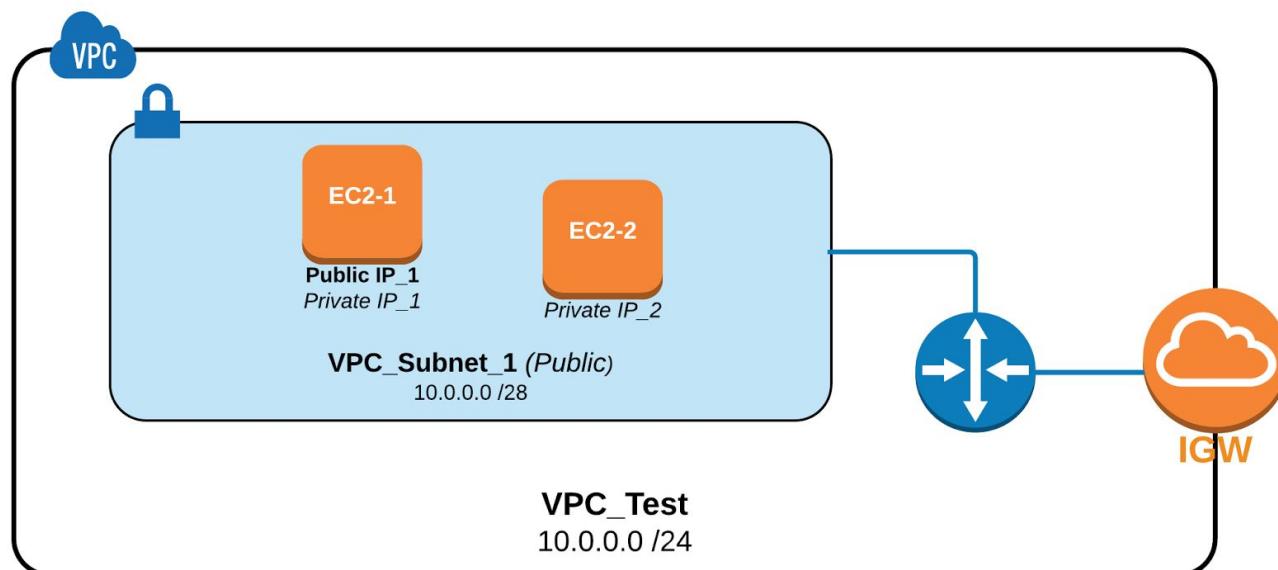 VPC
EC2-1
Public IP_1
Private IP_1
EC2-2
Private IP_2
VPC_Subnet_1 (Public)
10.0.0.0 /28
IGW
VPC_Test
10.0.0.0 /24